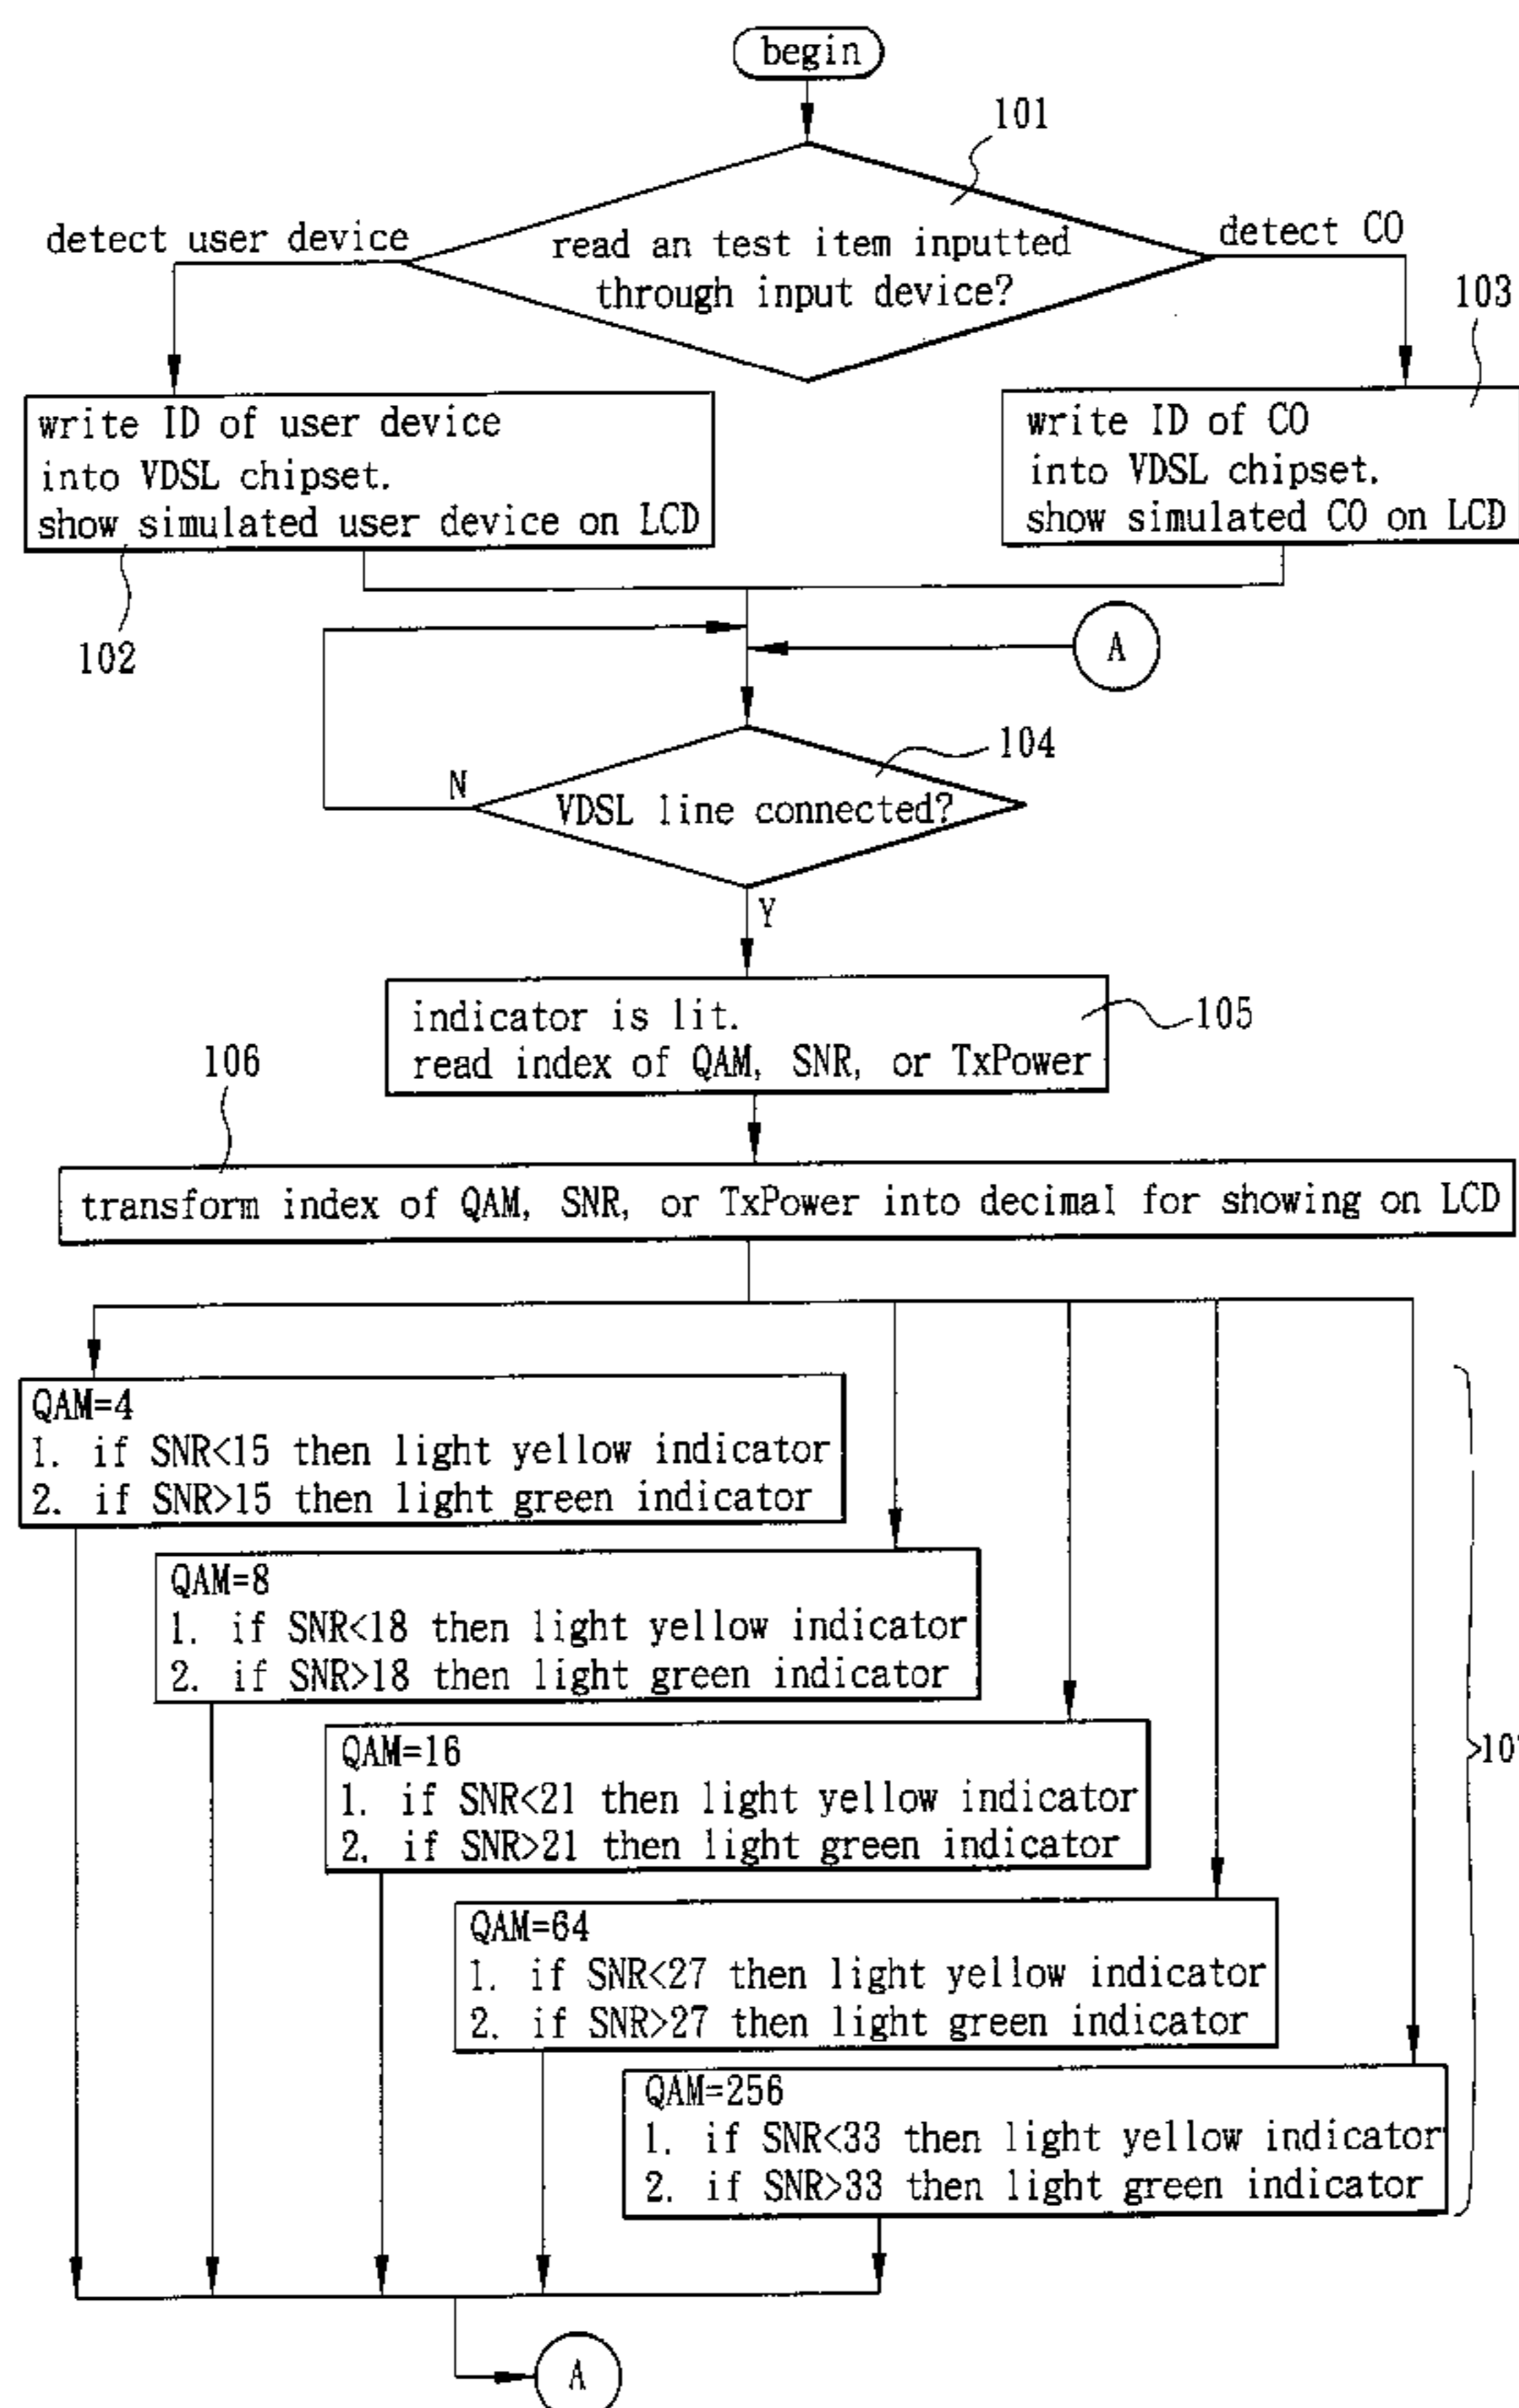 begin
101
detect user device
read an test item inputted
through input device?
detect CO
103
write ID of user device
into VDSL chipset.
show simulated user device on LCD
write ID of CO
into VDSL chipset.
show simulated CO on LCD
102
A
104
N
VDSL line connected?
Y
indicator is lit.
read index of QAM, SNR, or TxPower
105
106
transform index of QAM, SNR, or TxPower into decimal for showing on LCD
QAM=4
1. if SNR<15 then light yellow indicator
2. if SNR>15 then light green indicator
QAM=8
1. if SNR<18 then light yellow indicator
2. if SNR>18 then light green indicator
QAM=16
1. if SNR<21 then light yellow indicator
2. if SNR>21 then light green indicator
QAM=64
1. if SNR<27 then light yellow indicator
2. if SNR>27 then light green indicator
QAM=256
1. if SNR<33 then light yellow indicator
2. if SNR>33 then light green indicator
A